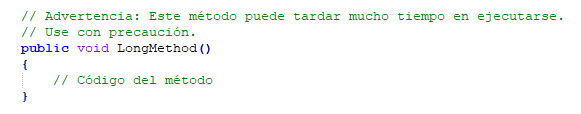 // Advertencia: Este método puede tardar mucho tiempo en ejecutarse.
// Use con precaución.
public void LongMethod()
{
    // Código del método
}